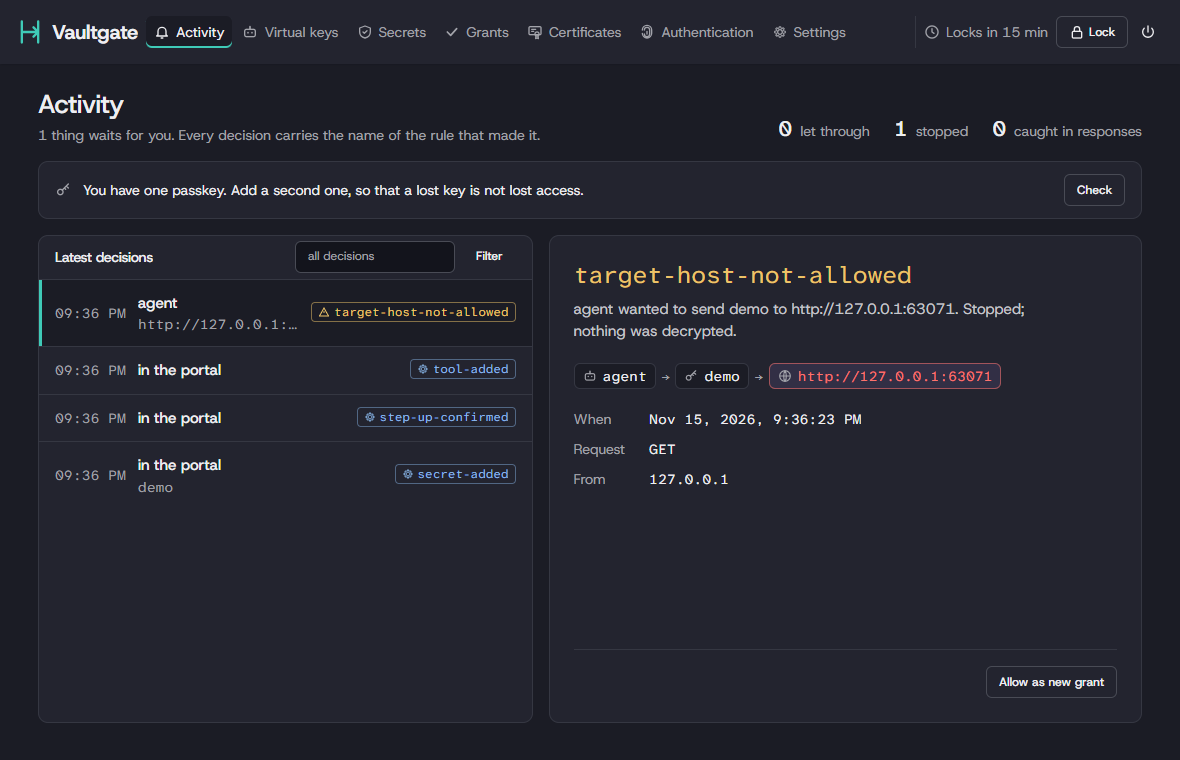 Vaultgate
Activity
Virtual keys
Secrets
Grants
Certificates
Authentication
Settings
Locks in 15 min
Lock
Activity
1 thing waits for you. Every decision carries the name of the rule that made it.
0 let through
1 stopped
0 caught in responses
You have one passkey. Add a second one, so that a lost key is not lost access.
Check
Latest decisions
all decisions
Filter
09:36 PM
agent
http://127.0.0.1:…
target-host-not-allowed
09:36 PM
in the portal
tool-added
09:36 PM
in the portal
step-up-confirmed
09:36 PM
in the portal
demo
secret-added
target-host-not-allowed
agent wanted to send demo to http://127.0.0.1:63071. Stopped;
nothing was decrypted.
agent → demo → http://127.0.0.1:63071
When Nov 15, 2026, 9:36:23 PM
Request GET
From 127.0.0.1
Allow as new grant